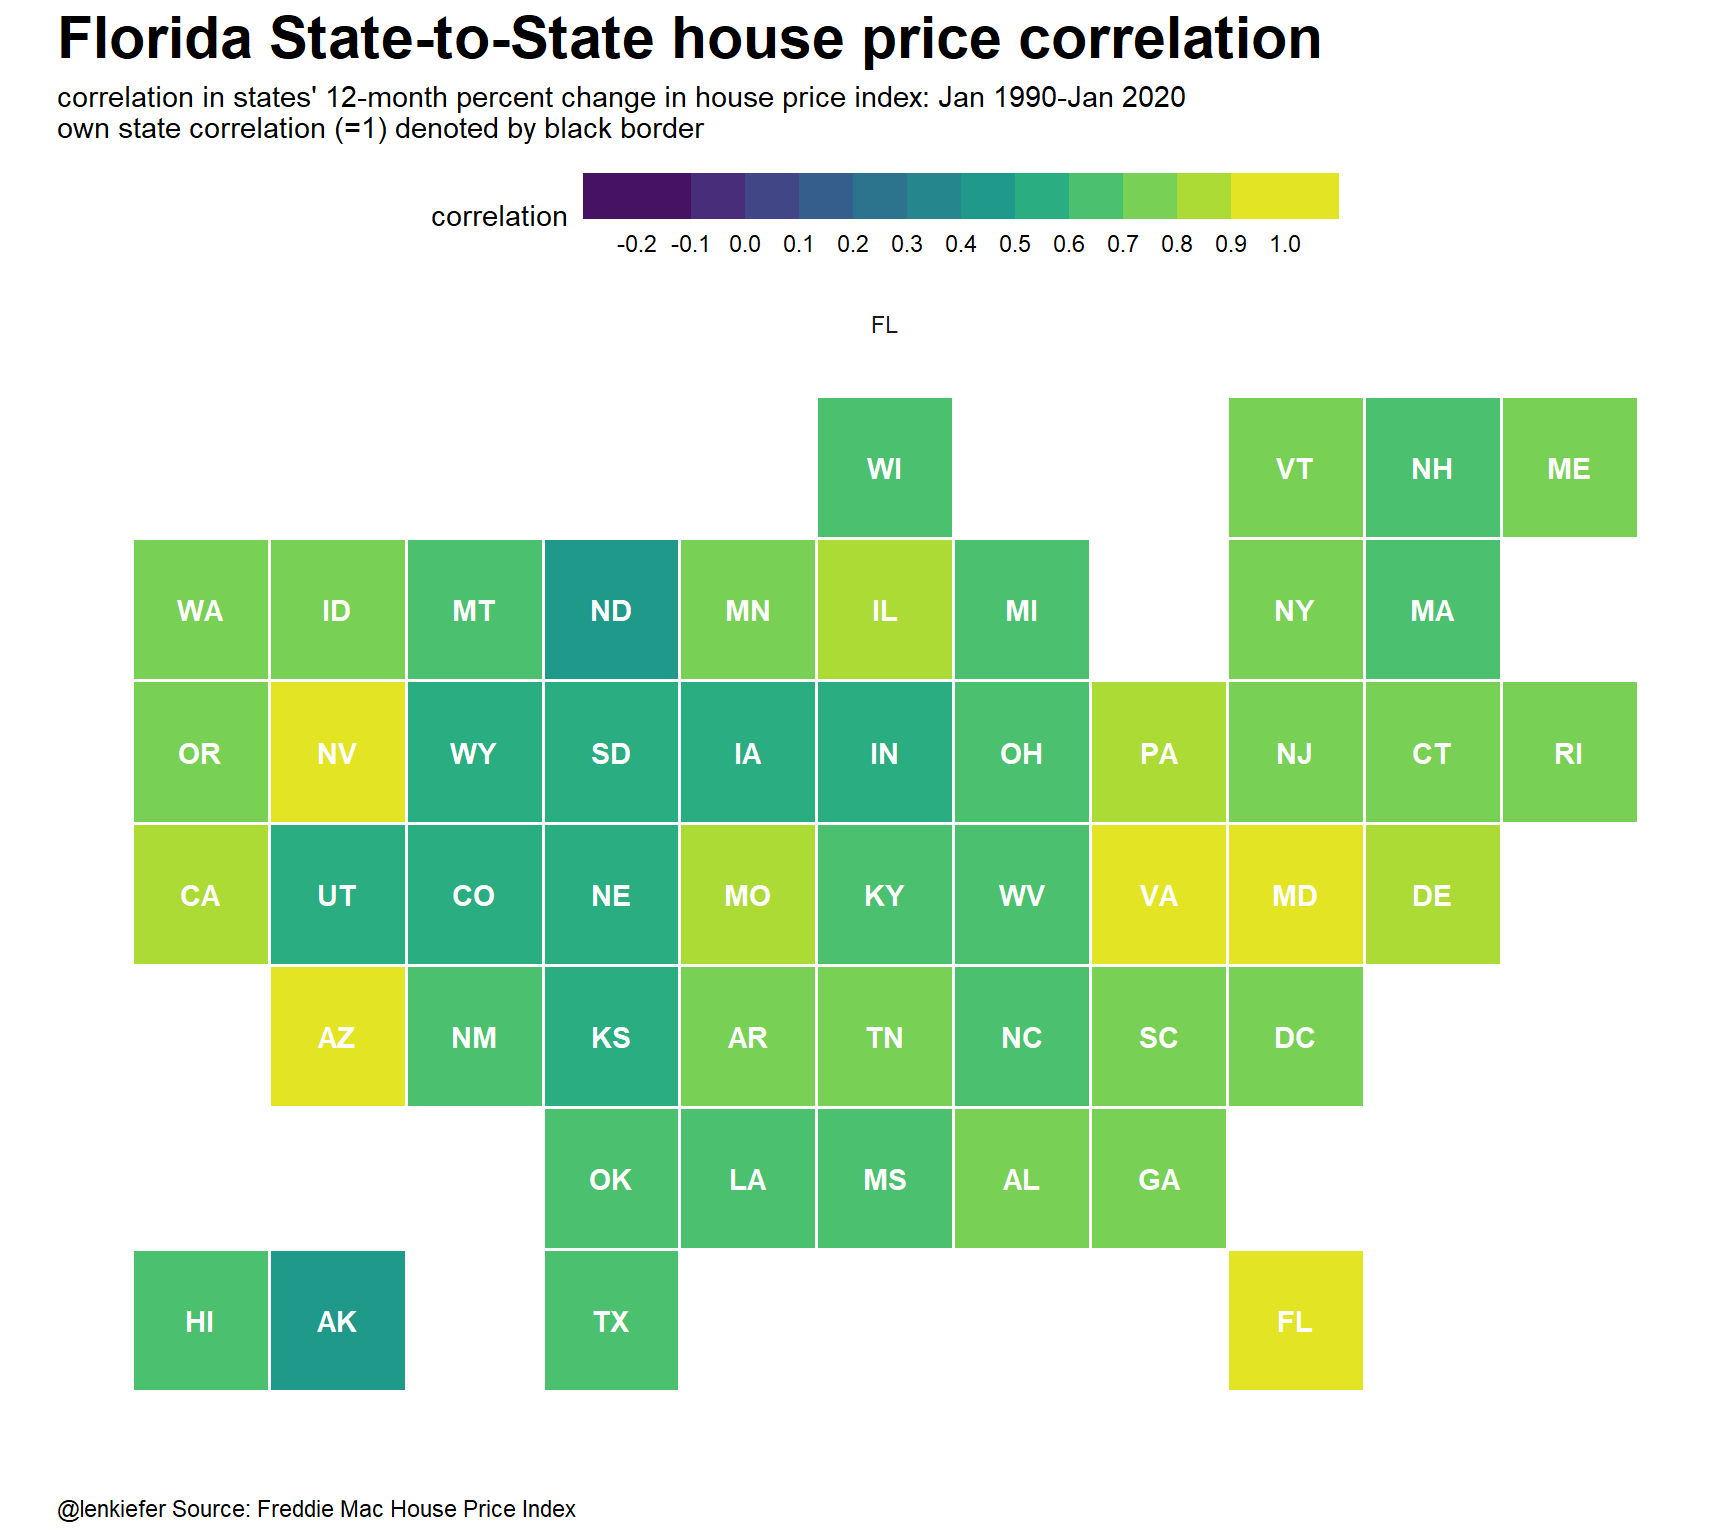 Florida State-to-State house price correlation
correlation in states' 12-month percent change in house price index: Jan 1990-Jan 2020
own state correlation (=1) denoted by black border
correlation
-0.2 -0.1 0.0 0.1 0.2 0.3 0.4 0.5 0.6 0.7 0.8 0.9 1.0
FL
WI VT NH ME
WA ID MT ND MN IL MI NY MA
OR NV WY SD IA IN OH PA NJ CT RI
CA UT CO NE MO KY WV VA MD DE
AZ NM KS AR TN NC SC DC
OK LA MS AL GA
HI AK TX FL
@lenkiefer Source: Freddie Mac House Price Index